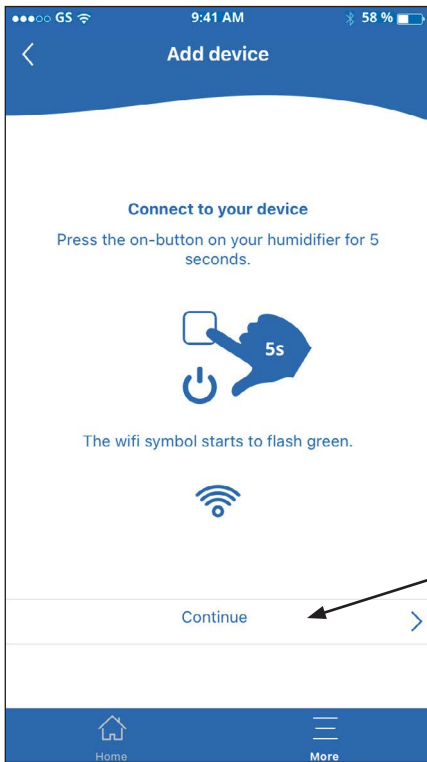 GS 9:41 AM 58 %
Add device
Connect to your device
Press the on-button on your humidifier for 5
seconds.
5s
The wifi symbol starts to flash green.
Continue
Home More